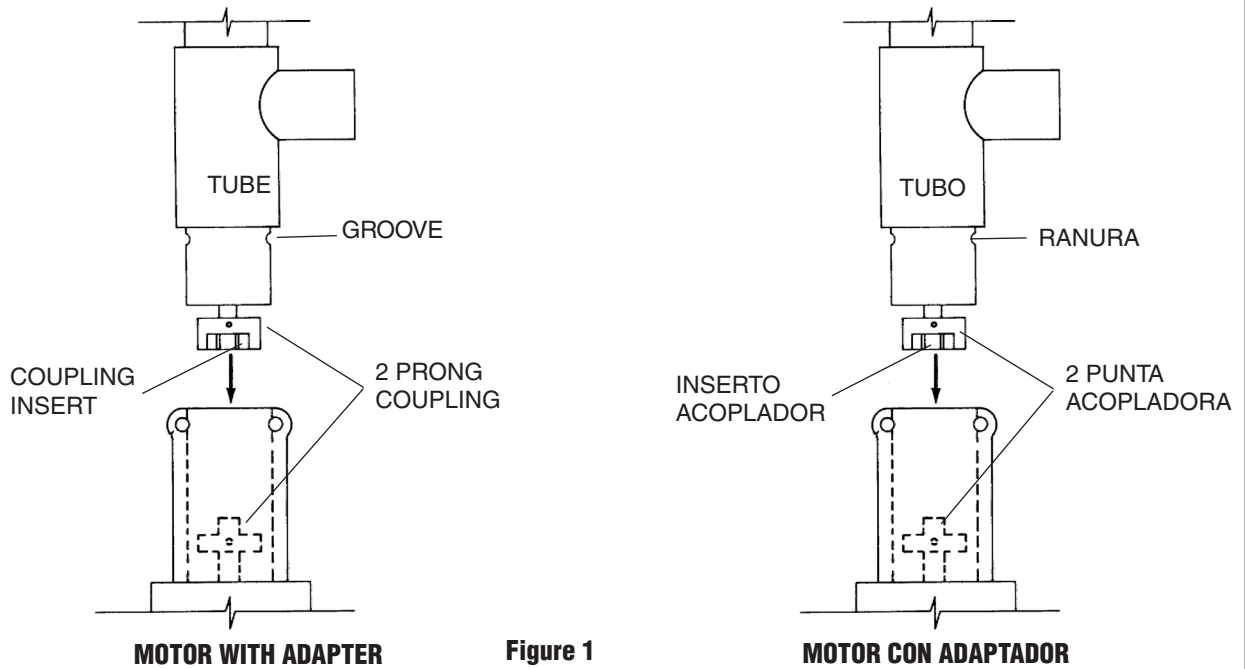 TUBE
GROOVE
COUPLING
INSERT
2 PRONG
COUPLING
MOTOR WITH ADAPTER
Figure 1
TUBO
RANURA
INSERTO
ACOPLADOR
2 PUNTA
ACOPLADORA
MOTOR CON ADAPTADOR